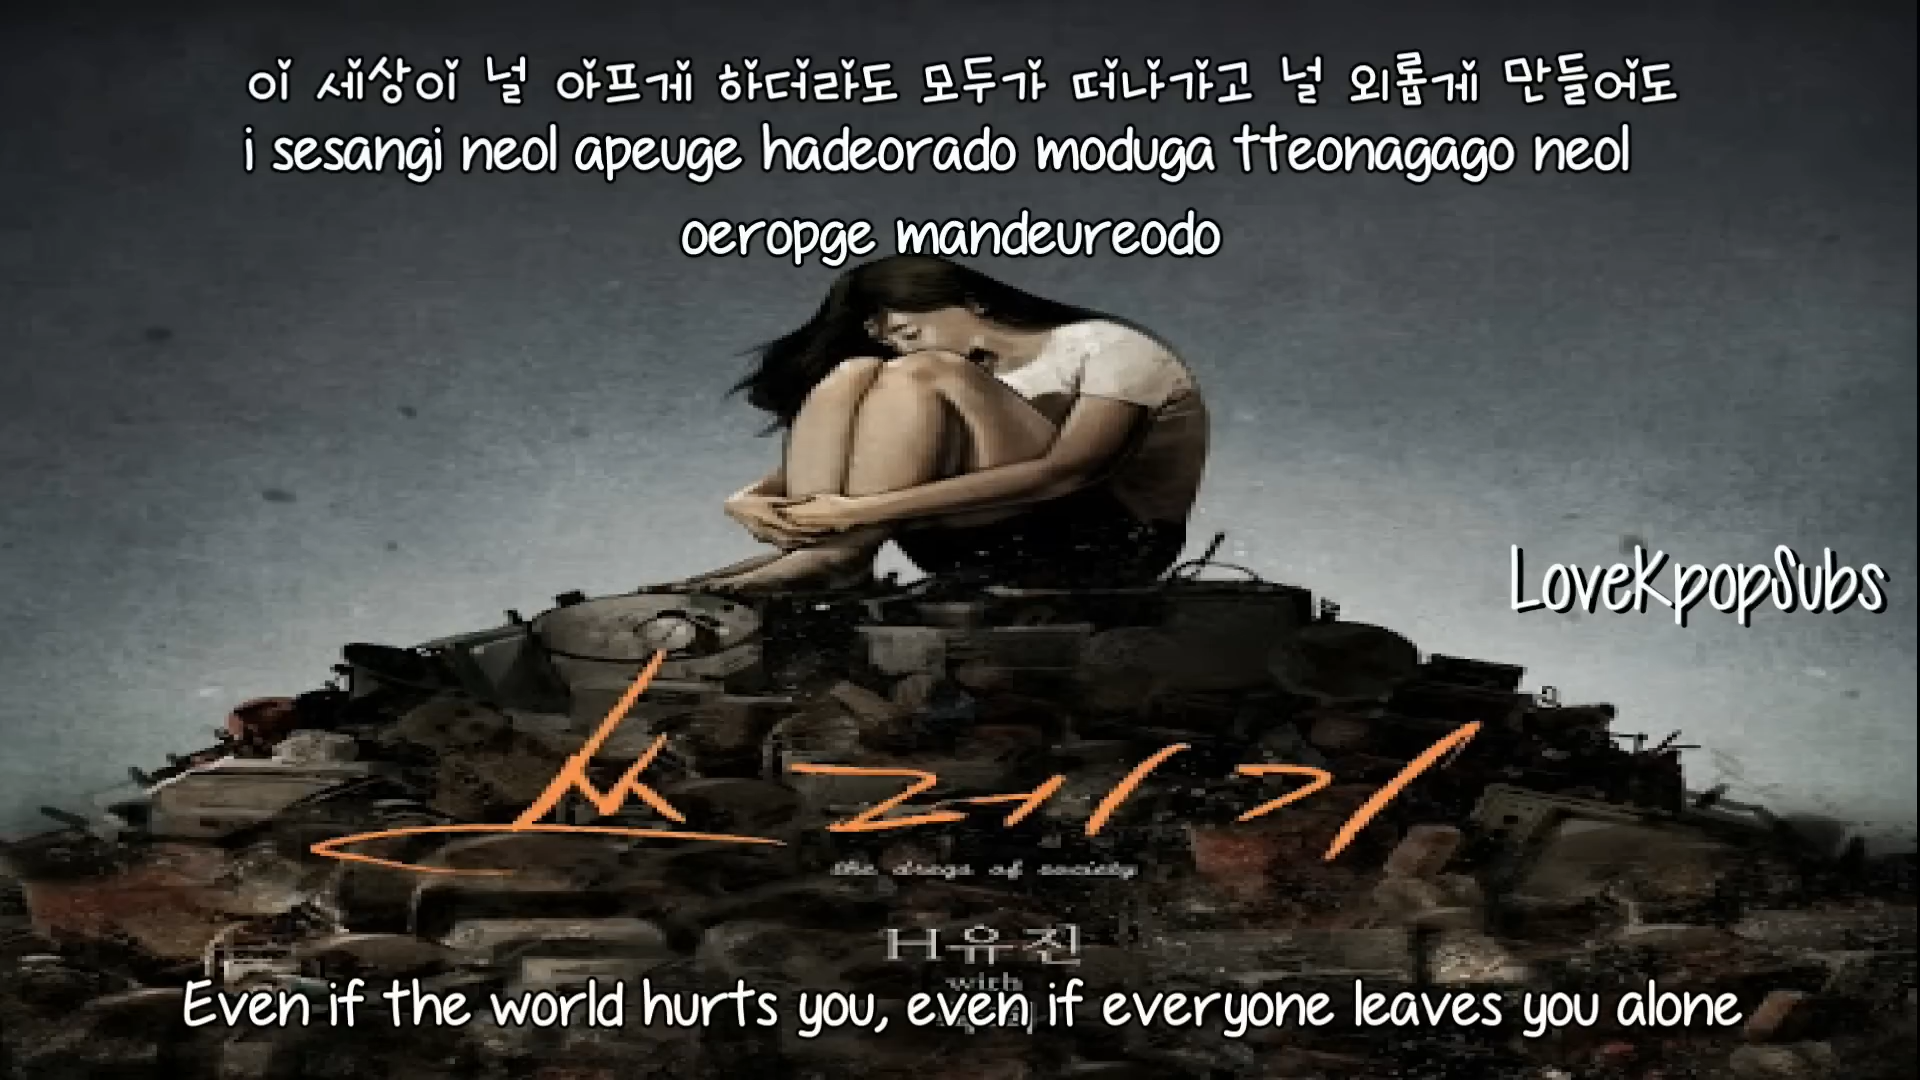 이 세상이 널 아프게 하더라도 모두가 떠나가고 널 외롭게 만들어도
i sesangi neol apeuge hadeorado moduga tteonagago neol
oeropge mandeureodo
LoveKpopSubs
쓰레기
the dregs of society
H유진
with
Even if the world hurts you, even if everyone leaves you alone